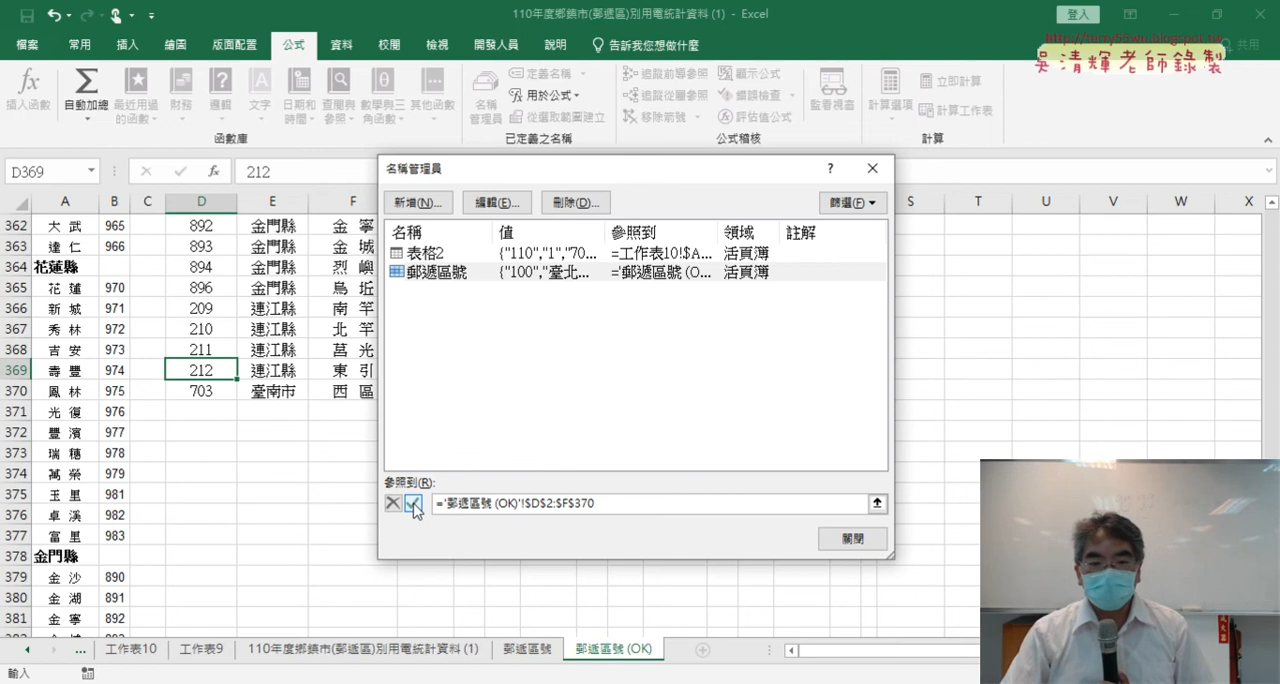 110年度鄉鎮市(郵遞區)別用電統計資料 (1) - Excel
登入
檔案 常用 插入 繪圖 版面配置 公式 資料 校閱 檢視 開發人員 說明 告訴我您想做什麼 共用
http://terry55wu.blogspot.tw
吳清輝老師錄製
插入函數 自動加總 最近用過的函數 財務 邏輯 文字 日期和時間 查閱與參照 數學與三角函數 其他函數
名稱管理員 定義名稱 用於公式 從選取範圍建立
追蹤前導參照 追蹤從屬參照 移除箭號 顯示公式 錯誤檢查 評估值公式 監看視窗
計算選項 立即計算 計算工作表
函數庫 已定義之名稱 公式稽核 計算
D369 fx 212
A B C D E F S T U V W X
362 大武 965 892 金門縣 金寧
363 達仁 966 893 金門縣 金城
364 花蓮縣 894 金門縣 烈嶼
365 花蓮 970 896 金門縣 烏坵
366 新城 971 209 連江縣 南竿
367 秀林 972 210 連江縣 北竿
368 吉安 973 211 連江縣 莒光
369 壽豐 974 212 連江縣 東引
370 鳳林 975 703 臺南市 西區
371 光復 976
372 豐濱 977
373 瑞穗 978
374 萬榮 979
375 玉里 981
376 卓溪 982
377 富里 983
378 金門縣
379 金沙 890
380 金湖 891
381 金寧 892
名稱管理員 ?
新增(N)... 編輯(E)... 刪除(D)... 篩選(F)
名稱 值 參照到 領域 註解
表格2 {"110","1","70... =工作表10!$A... 活頁簿
郵遞區號 {"100","臺北... ='郵遞區號 (O... 活頁簿
參照到(R):
='郵遞區號 (OK)'!$D$2:$F$370
關閉
... 工作表10 工作表9 110年度鄉鎮市(郵遞區)別用電統計資料 (1) 郵遞區號 郵遞區號 (OK)
輸入